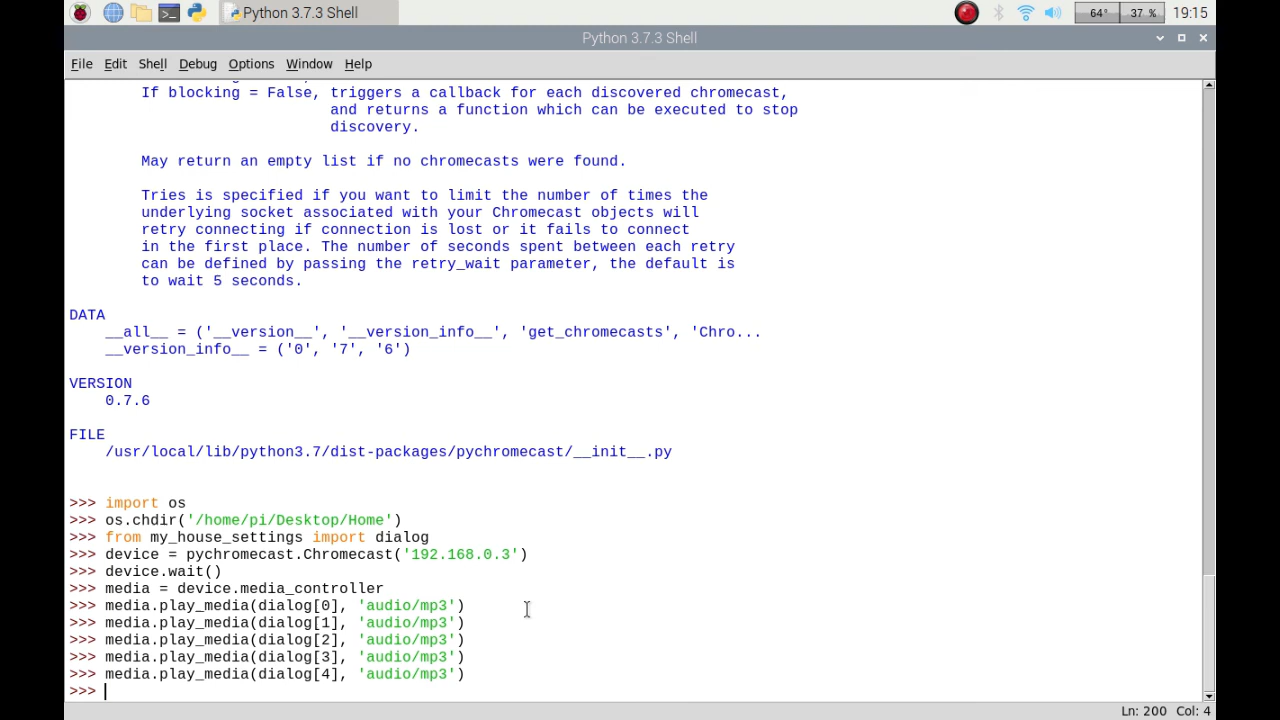 Python 3.7.3 Shell
64° 37 % 19:15
Python 3.7.3 Shell
File Edit Shell Debug Options Window Help
If blocking = False, triggers a callback for each discovered chromecast,
and returns a function which can be executed to stop
discovery.
May return an empty list if no chromecasts were found.
Tries is specified if you want to limit the number of times the
underlying socket associated with your Chromecast objects will
retry connecting if connection is lost or it fails to connect
in the first place. The number of seconds spent between each retry
can be defined by passing the retry_wait parameter, the default is
to wait 5 seconds.
DATA
__all__ = ('__version__', '__version_info__', 'get_chromecasts', 'Chro...
__version_info__ = ('0', '7', '6')
VERSION
0.7.6
FILE
/usr/local/lib/python3.7/dist-packages/pychromecast/__init__.py
>>> import os
>>> os.chdir('/home/pi/Desktop/Home')
>>> from my_house_settings import dialog
>>> device = pychromecast.Chromecast('192.168.0.3')
>>> device.wait()
>>> media = device.media_controller
>>> media.play_media(dialog[0], 'audio/mp3')
>>> media.play_media(dialog[1], 'audio/mp3')
>>> media.play_media(dialog[2], 'audio/mp3')
>>> media.play_media(dialog[3], 'audio/mp3')
>>> media.play_media(dialog[4], 'audio/mp3')
>>>
Ln: 200 Col: 4